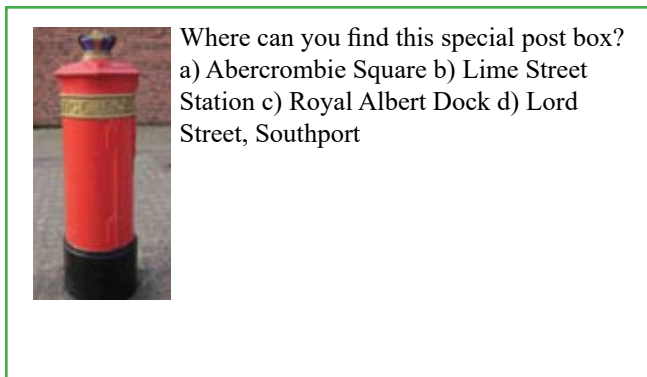 Where can you find this special post box?
a) Abercrombie Square b) Lime Street
Station c) Royal Albert Dock d) Lord
Street, Southport